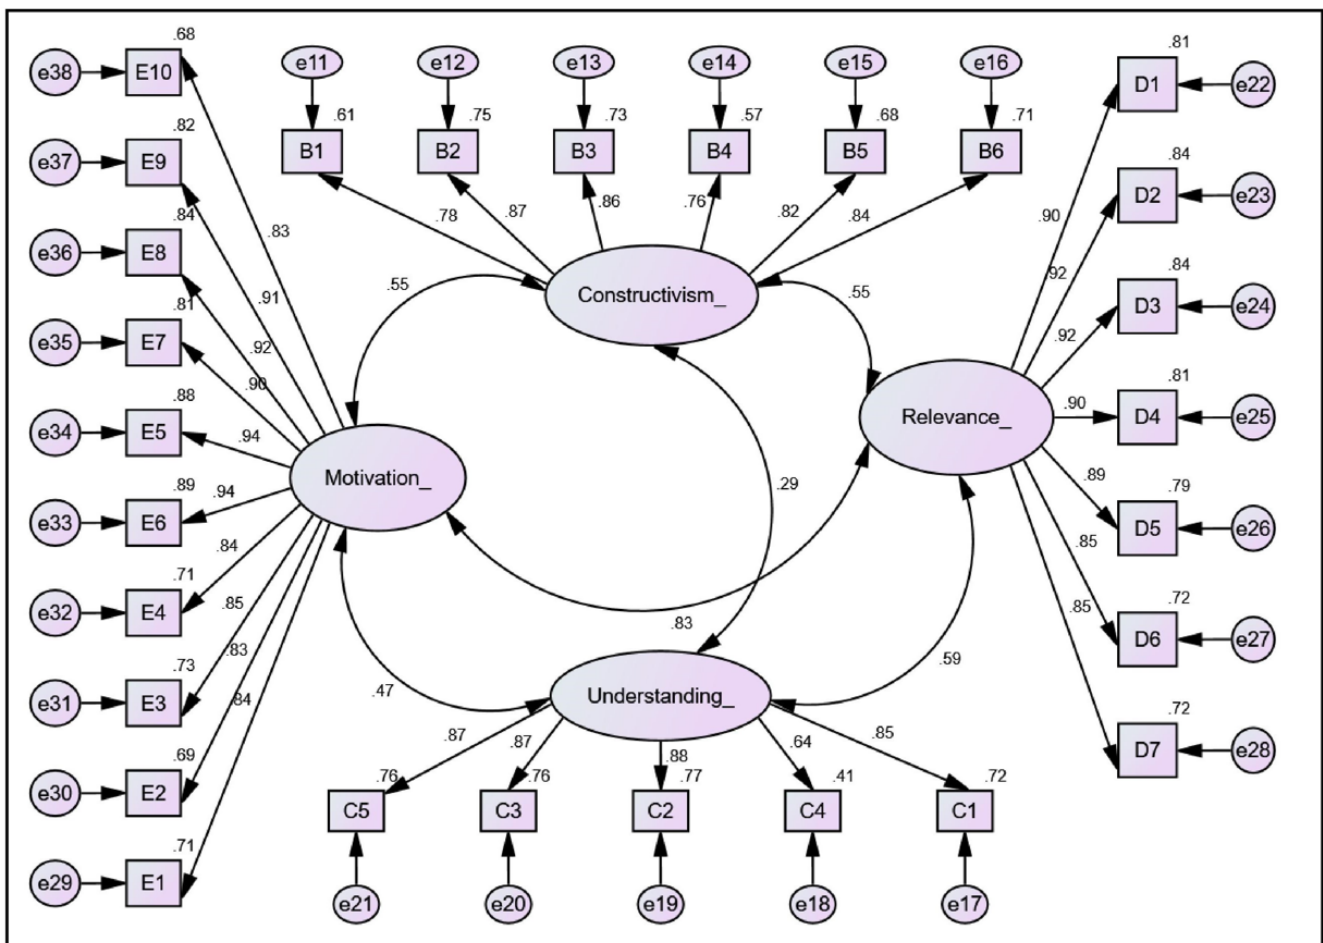 .68
e38 E10
.82
e37 E9
.84
e36 E8
.81
e35 E7
.88
e34 E5
.89
e33 E6
.71
e32 E4
.73
e31 E3
.69
e30 E2
.71
e29 E1
.83
.91
.92
.90
.94
.94
.84
.85
.83
.84
Motivation_
e11 e12 e13 e14 e15 e16
.61 .75 .73 .57 .68 .71
B1 B2 B3 B4 B5 B6
.78 .87 .86 .76 .82 .84
Constructivism_
.55 .55
.29
.83
.47 .59
Understanding_
.87 .87 .88 .64 .85
.76 .76 .77 .41 .72
C5 C3 C2 C4 C1
e21 e20 e19 e18 e17
Relevance_
.90
.92
.92
.90
.89
.85
.85
.81
D1 e22
.84
D2 e23
.84
D3 e24
.81
D4 e25
.79
D5 e26
.72
D6 e27
.72
D7 e28